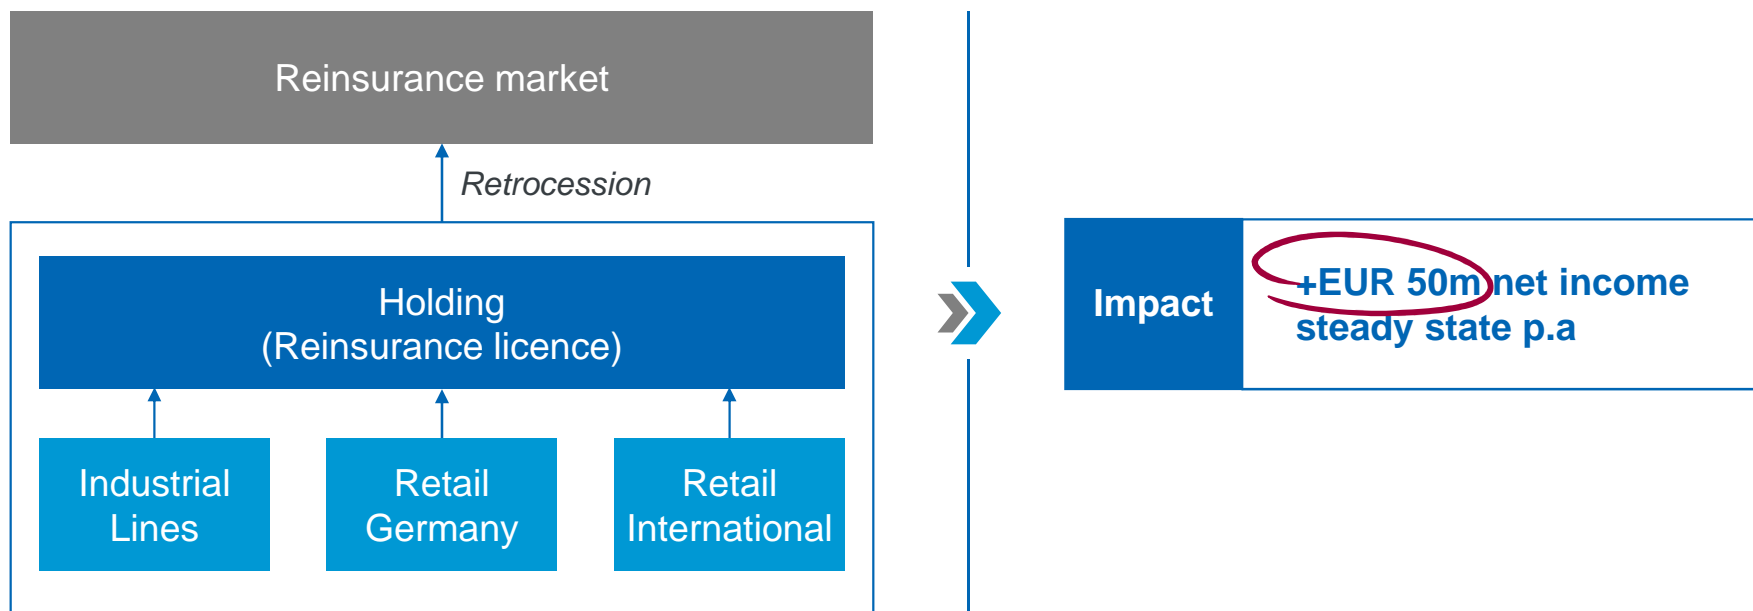 Reinsurance market
Retrocession
Holding
(Reinsurance licence)
Industrial
Lines
Retail
Germany
Retail
International
Impact
+EUR 50m net income
steady state p.a